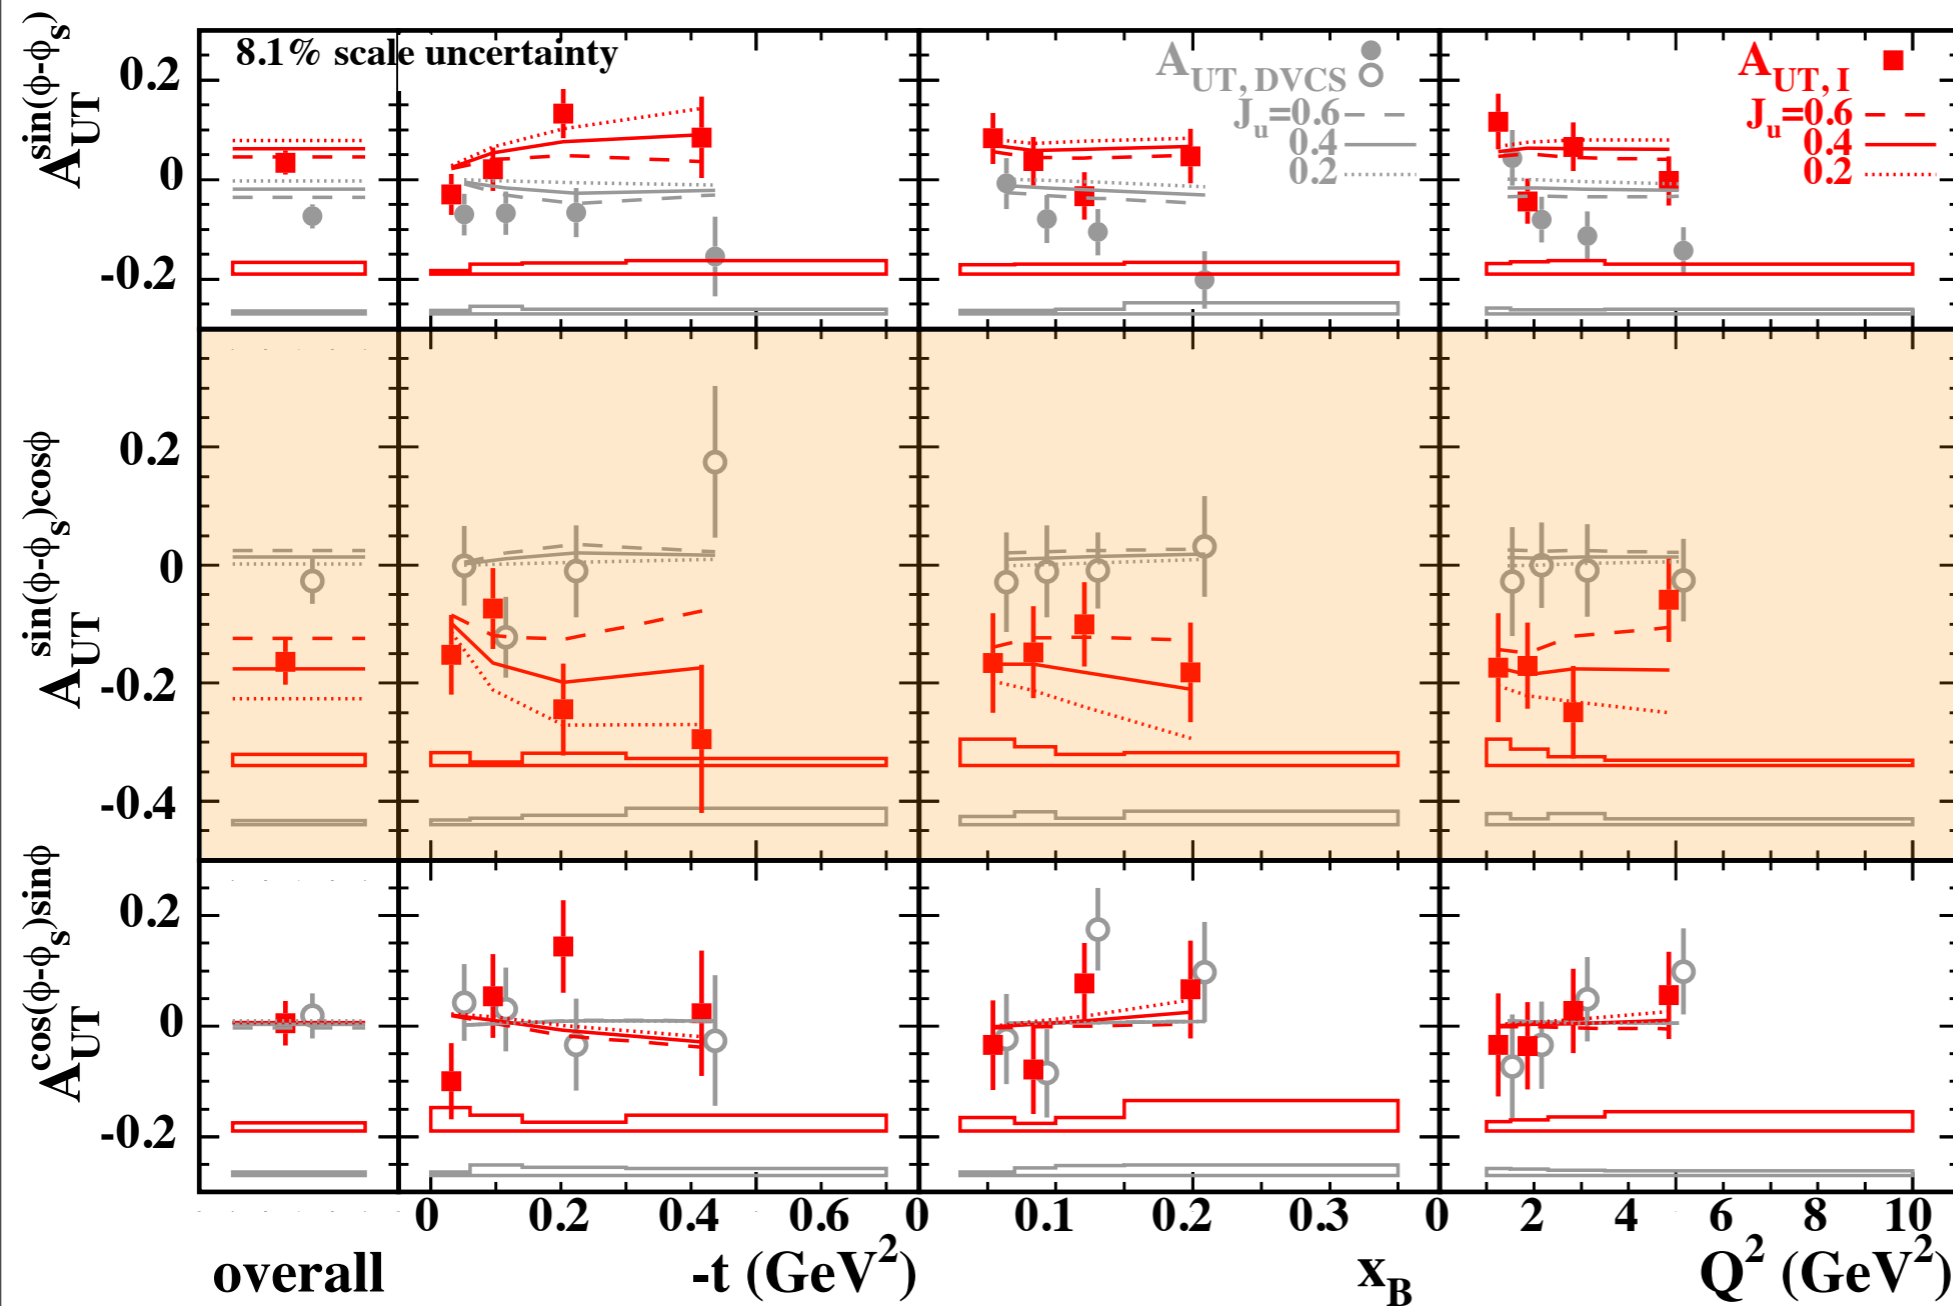 8.1% scale uncertainty
A_UT, DVCS
J_u=0.6
0.4
0.2
A_UT, I
J_u=0.6
0.4
0.2
A_UT^sin(ϕ-ϕ_s)
0.2
0
-0.2
A_UT^sin(ϕ-ϕ_s)cosϕ
0.2
0
-0.2
-0.4
A_UT^cos(ϕ-ϕ_s)sinϕ
0.2
0
-0.2
0 0.2 0.4 0.6 0 0.1 0.2 0.3 0 2 4 6 8 10
overall -t (GeV²) x_B Q² (GeV²)